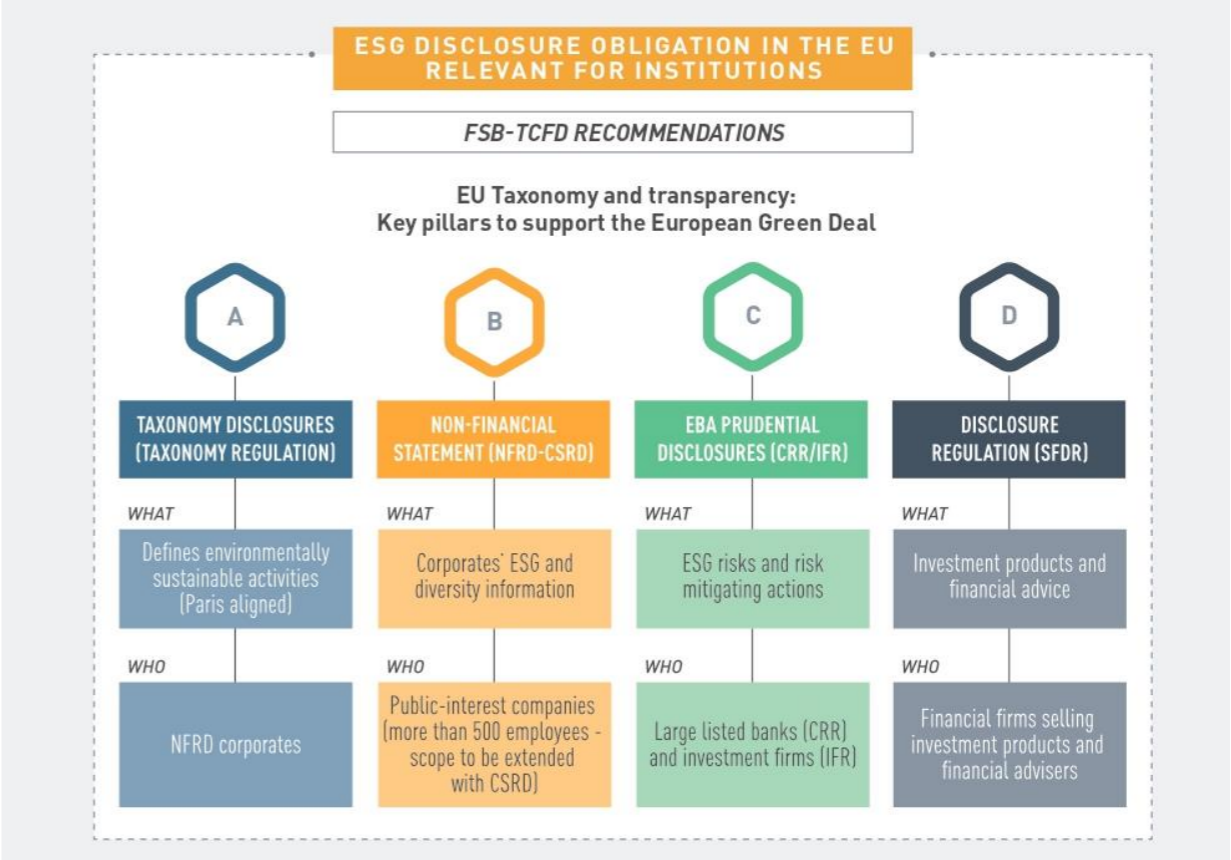 ESG DISCLOSURE OBLIGATION IN THE EU
RELEVANT FOR INSTITUTIONS
FSB-TCFD RECOMMENDATIONS
EU Taxonomy and transparency:
Key pillars to support the European Green Deal
A
TAXONOMY DISCLOSURES
(TAXONOMY REGULATION)
WHAT
Defines environmentally
sustainable activities
(Paris aligned)
WHO
NFRD corporates
B
NON-FINANCIAL
STATEMENT (NFRD-CSRD)
WHAT
Corporates' ESG and
diversity information
WHO
Public-interest companies
(more than 500 employees -
scope to be extended
with CSRD)
C
EBA PRUDENTIAL
DISCLOSURES (CRR/IFR)
WHAT
ESG risks and risk
mitigating actions
WHO
Large listed banks (CRR)
and investment firms (IFR)
D
DISCLOSURE
REGULATION (SFDR)
WHAT
Investment products and
financial advice
WHO
Financial firms selling
investment products and
financial advisers